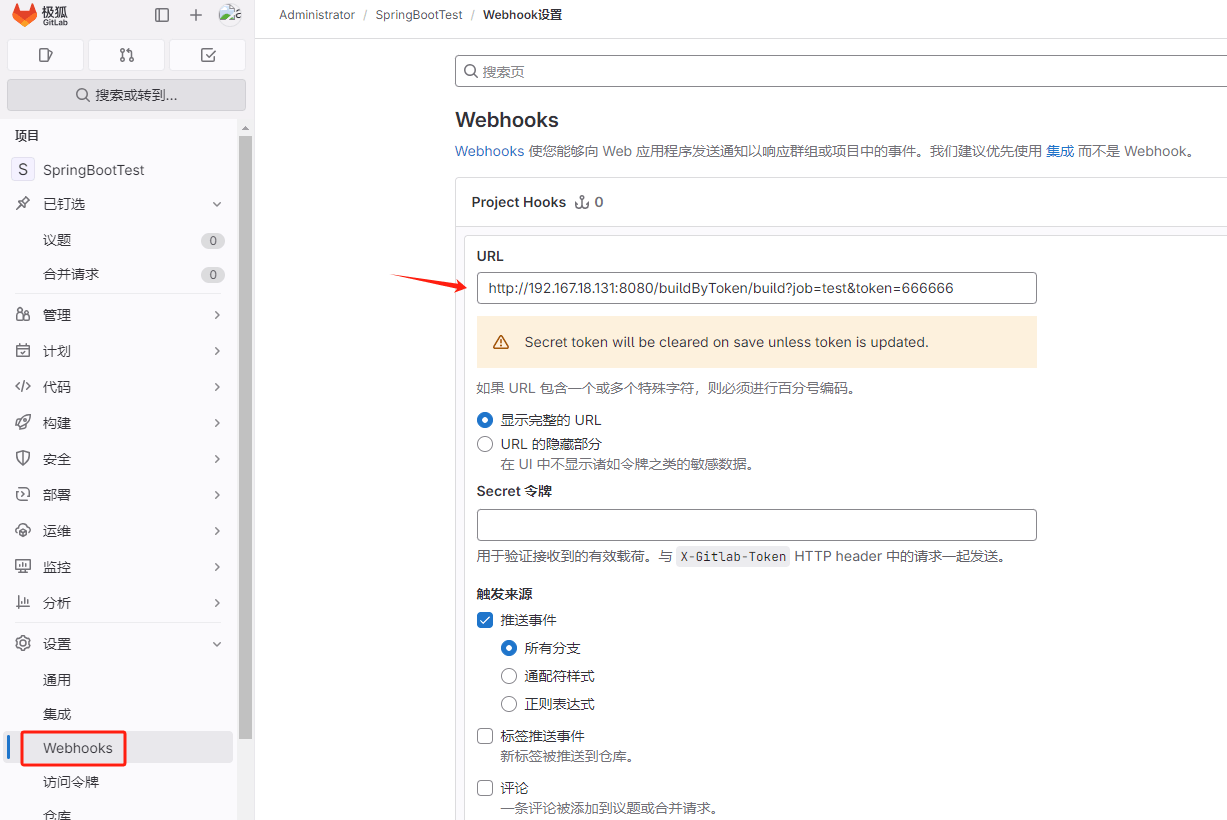 极狐
GitLab
Administrator / SpringBootTest / Webhook设置
搜索或转到...
项目
S SpringBootTest
已钉选
议题 0
合并请求 0
管理
计划
代码
构建
安全
部署
运维
监控
分析
设置
通用
集成
Webhooks
访问令牌
仓库
搜索页
Webhooks
Webhooks 使您能够向 Web 应用程序发送通知以响应群组或项目中的事件。我们建议优先使用 集成 而不是 Webhook。
Project Hooks 0
URL
http://192.167.18.131:8080/buildByToken/build?job=test&token=666666
Secret token will be cleared on save unless token is updated.
如果 URL 包含一个或多个特殊字符，则必须进行百分号编码。
显示完整的 URL
URL 的隐藏部分
在 UI 中不显示诸如令牌之类的敏感数据。
Secret 令牌
用于验证接收到的有效载荷。与 X-Gitlab-Token HTTP header 中的请求一起发送。
触发来源
推送事件
所有分支
通配符样式
正则表达式
标签推送事件
新标签被推送到仓库。
评论
一条评论被添加到议题或合并请求。